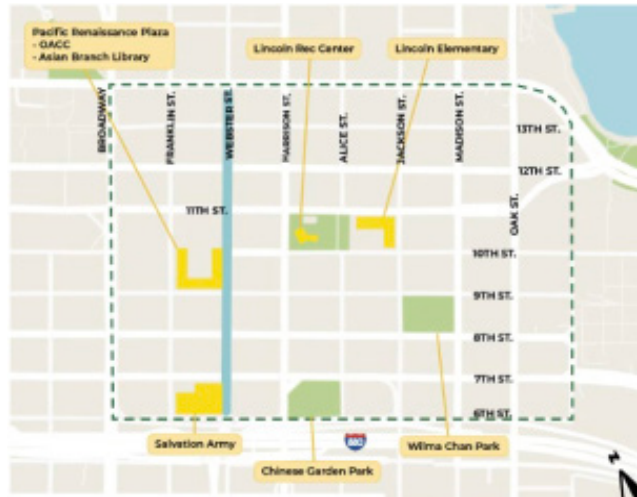 Pacific Renaissance Plaza
- OACC
- Asian Branch Library
Lincoln Rec Center
Lincoln Elementary
BROADWAY
FRANKLIN ST.
WEBSTER ST.
HARRISON ST.
ALICE ST.
JACKSON ST.
MADISON ST.
OAK ST.
13TH ST.
12TH ST.
11TH ST.
10TH ST.
9TH ST.
8TH ST.
7TH ST.
6TH ST.
Salvation Army
Chinese Garden Park
Wilma Chan Park
880
N